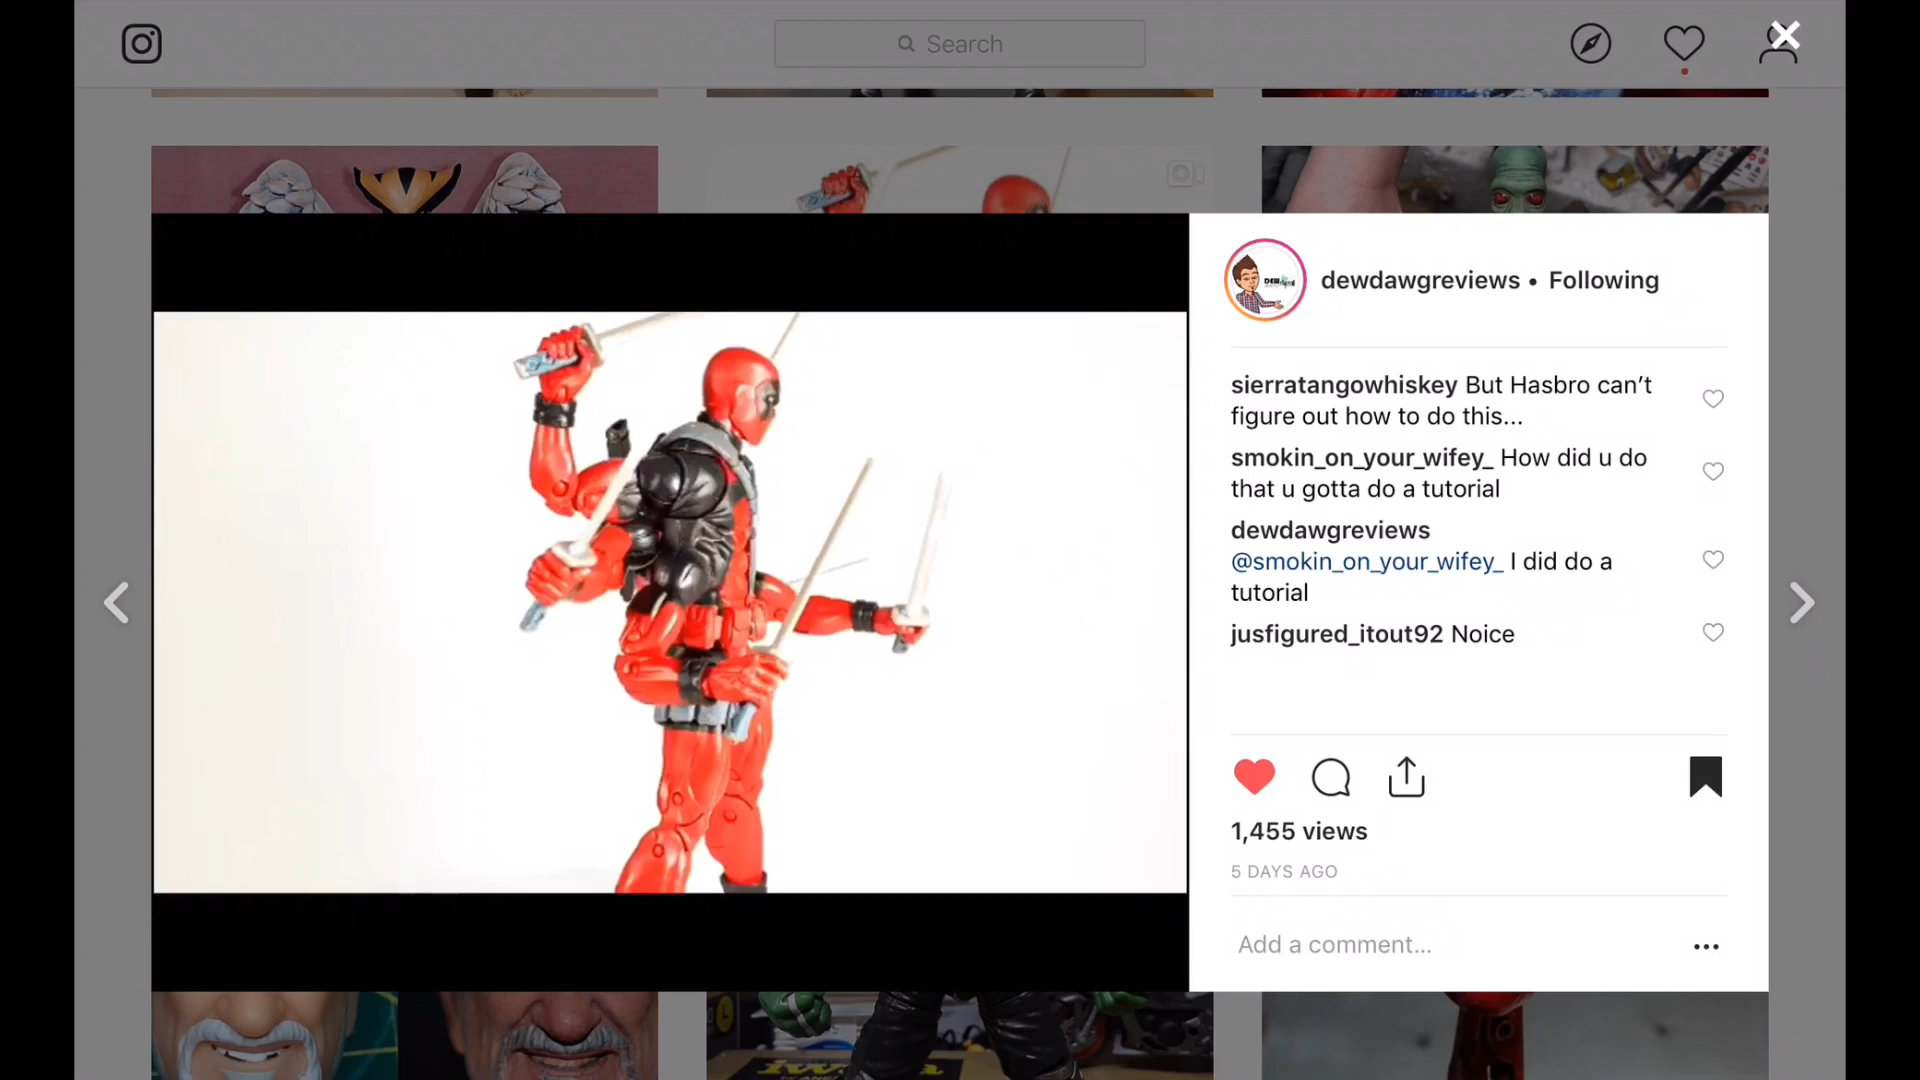 Search
dewdawgreviews • Following
sierratangowhiskey But Hasbro can’t
figure out how to do this...
smokin_on_your_wifey_ How did u do
that u gotta do a tutorial
dewdawgreviews
@smokin_on_your_wifey_ I did do a
tutorial
jusfigured_itout92 Noice
1,455 views
5 DAYS AGO
Add a comment...